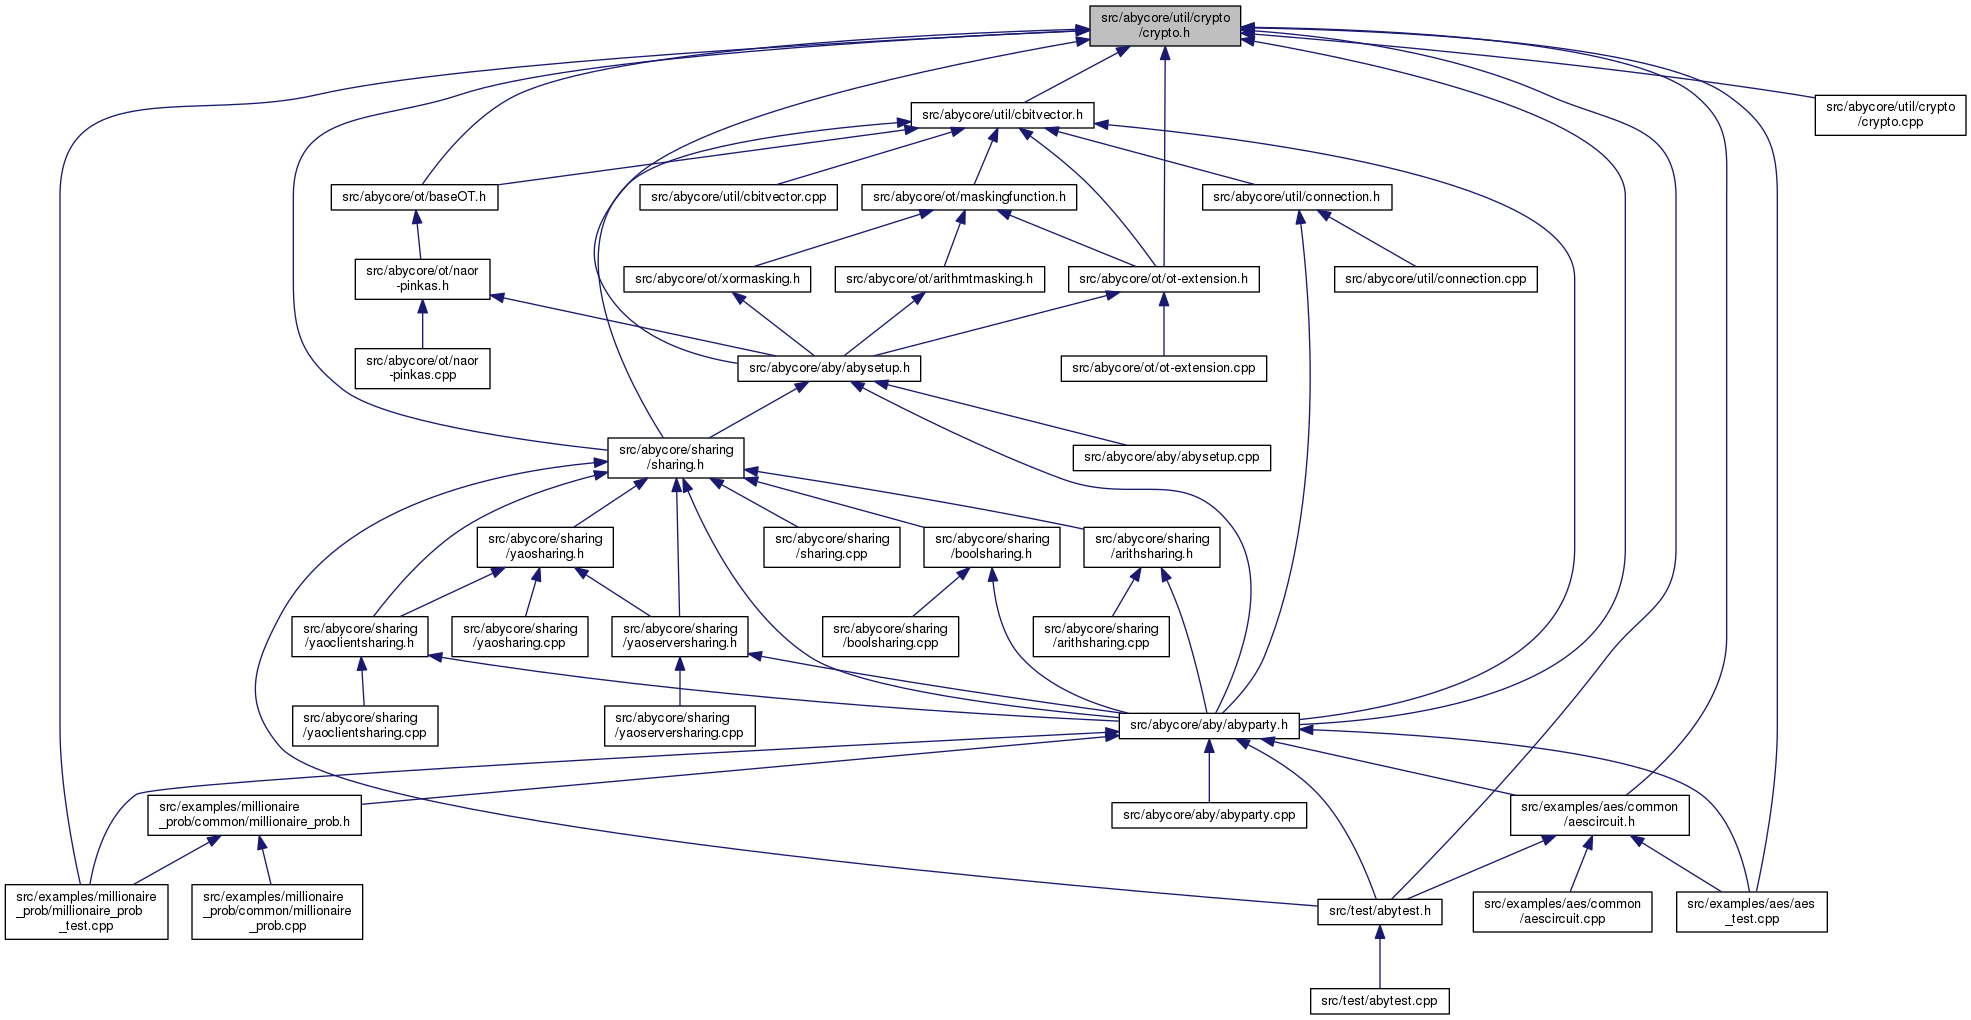 src/abycore/util/crypto
/crypto.h
src/abycore/util/cbitvector.h
src/abycore/util/crypto
/crypto.cpp
src/abycore/ot/baseOT.h
src/abycore/util/cbitvector.cpp
src/abycore/ot/maskingfunction.h
src/abycore/util/connection.h
src/abycore/ot/naor
-pinkas.h
src/abycore/ot/xormasking.h
src/abycore/ot/arithmtmasking.h
src/abycore/ot/ot-extension.h
src/abycore/util/connection.cpp
src/abycore/ot/naor
-pinkas.cpp
src/abycore/aby/abysetup.h
src/abycore/ot/ot-extension.cpp
src/abycore/sharing
/sharing.h
src/abycore/aby/abysetup.cpp
src/abycore/sharing
/yaosharing.h
src/abycore/sharing
/sharing.cpp
src/abycore/sharing
/boolsharing.h
src/abycore/sharing
/arithsharing.h
src/abycore/sharing
/yaoclientsharing.h
src/abycore/sharing
/yaosharing.cpp
src/abycore/sharing
/yaoserversharing.h
src/abycore/sharing
/boolsharing.cpp
src/abycore/sharing
/arithsharing.cpp
src/abycore/sharing
/yaoclientsharing.cpp
src/abycore/sharing
/yaoserversharing.cpp
src/abycore/aby/abyparty.h
src/examples/millionaire
_prob/common/millionaire_prob.h
src/abycore/aby/abyparty.cpp
src/examples/aes/common
/aescircuit.h
src/examples/millionaire
_prob/millionaire_prob
_test.cpp
src/examples/millionaire
_prob/common/millionaire
_prob.cpp
src/test/abytest.h
src/examples/aes/common
/aescircuit.cpp
src/examples/aes/aes
_test.cpp
src/test/abytest.cpp